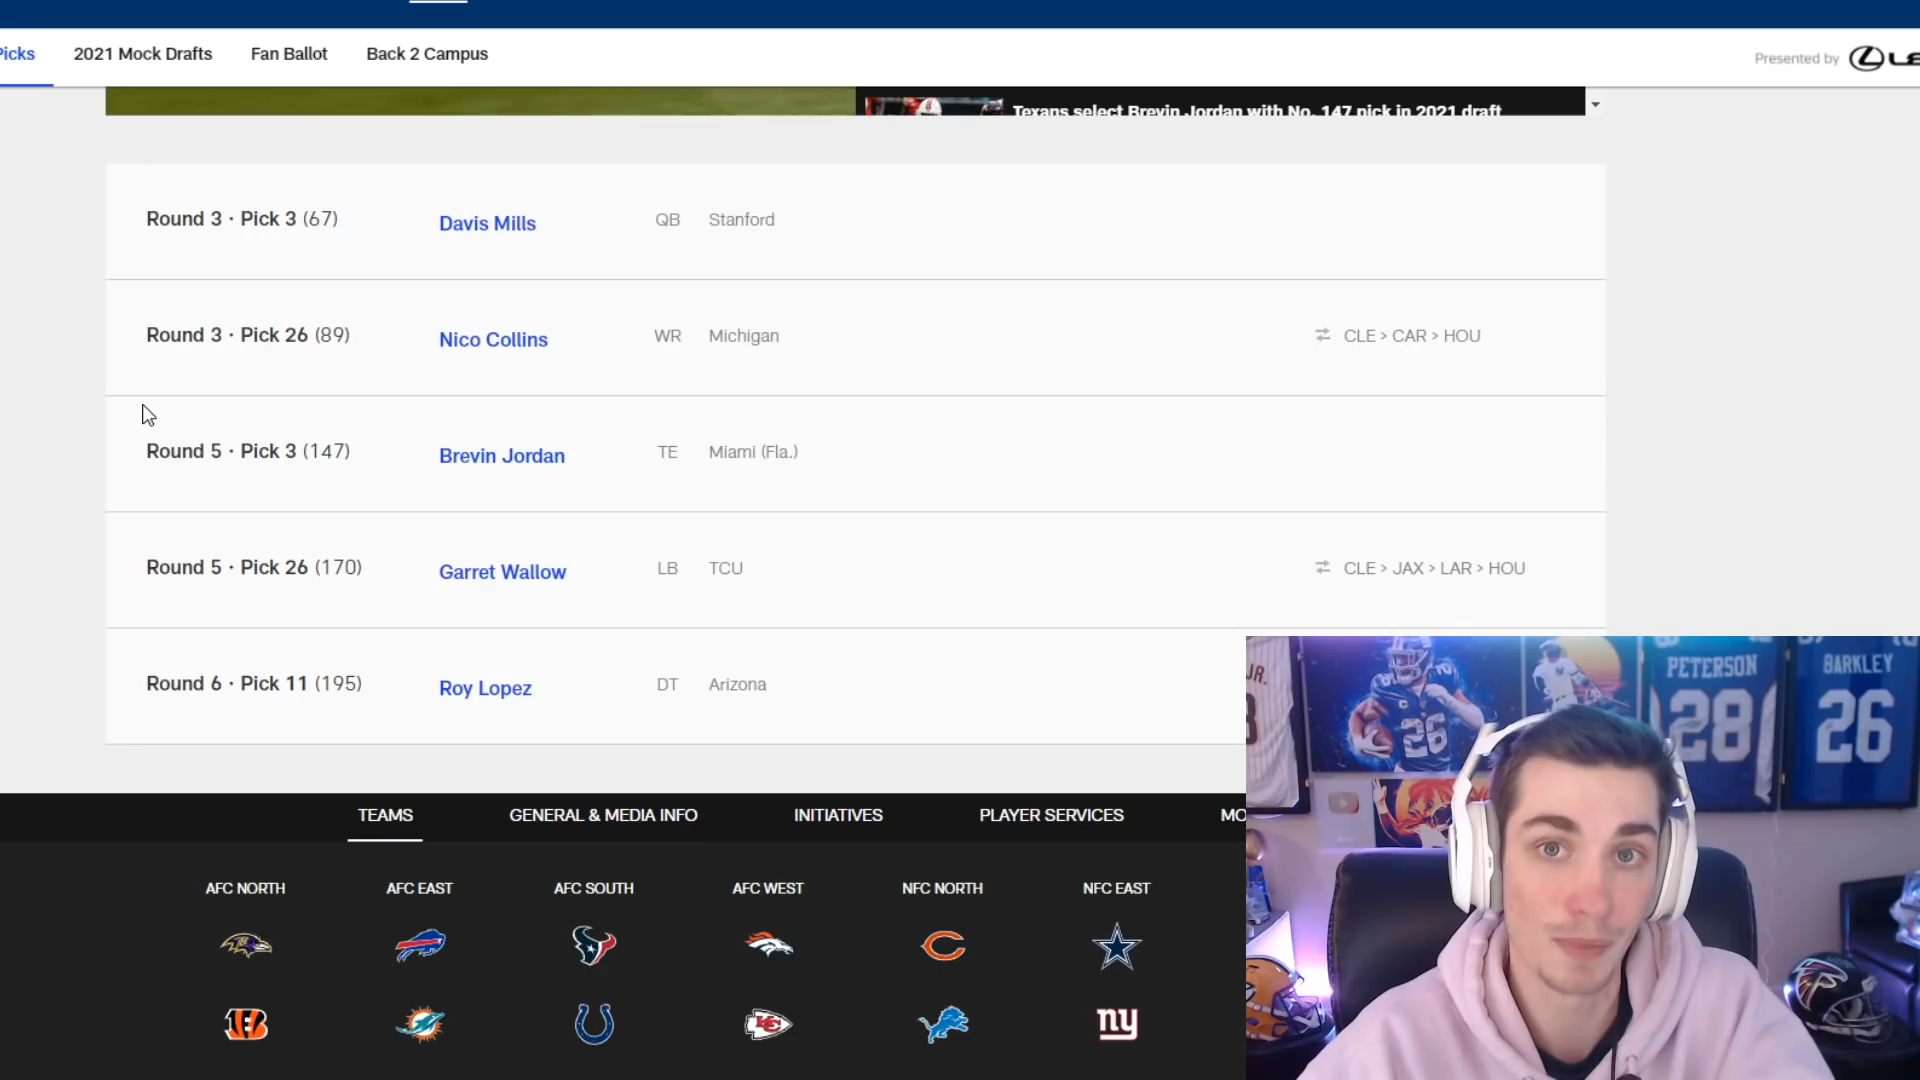 Picks 2021 Mock Drafts Fan Ballot Back 2 Campus Presented by
Texans select Brevin Jordan with No. 147 pick in 2021 draft
Round 3 · Pick 3 (67) Davis Mills QB Stanford
Round 3 · Pick 26 (89) Nico Collins WR Michigan CLE > CAR > HOU
Round 5 · Pick 3 (147) Brevin Jordan TE Miami (Fla.)
Round 5 · Pick 26 (170) Garret Wallow LB TCU CLE > JAX > LAR > HOU
Round 6 · Pick 11 (195) Roy Lopez DT Arizona
TEAMS GENERAL & MEDIA INFO INITIATIVES PLAYER SERVICES
AFC NORTH AFC EAST AFC SOUTH AFC WEST NFC NORTH NFC EAST
ny
JR.
26
PETERSON
28
BARKLEY
26